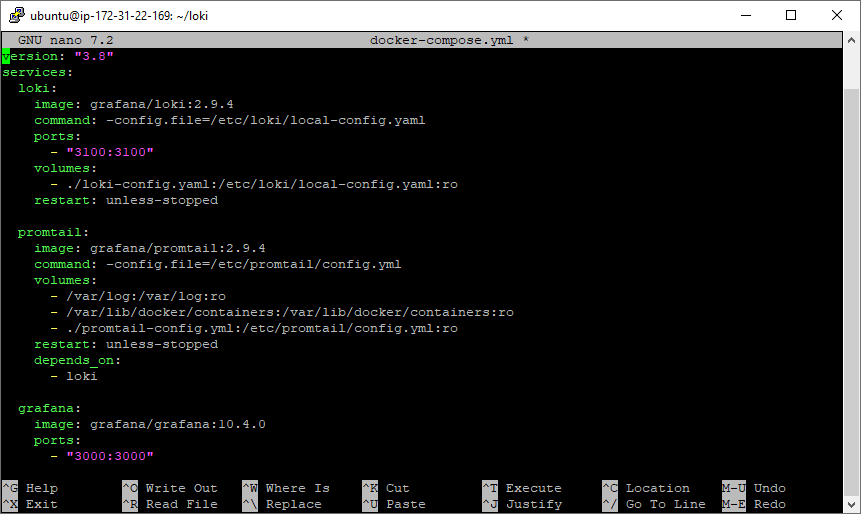 ubuntu@ip-172-31-22-169: ~/loki
GNU nano 7.2 docker-compose.yml *
version: "3.8"
services:
  loki:
    image: grafana/loki:2.9.4
    command: -config.file=/etc/loki/local-config.yaml
    ports:
      - "3100:3100"
    volumes:
      - ./loki-config.yaml:/etc/loki/local-config.yaml:ro
    restart: unless-stopped

  promtail:
    image: grafana/promtail:2.9.4
    command: -config.file=/etc/promtail/config.yml
    volumes:
      - /var/log:/var/log:ro
      - /var/lib/docker/containers:/var/lib/docker/containers:ro
      - ./promtail-config.yml:/etc/promtail/config.yml:ro
    restart: unless-stopped
    depends_on:
      - loki

  grafana:
    image: grafana/grafana:10.4.0
    ports:
      - "3000:3000"

^G Help ^O Write Out ^W Where Is ^K Cut ^T Execute ^C Location M-U Undo
^X Exit ^R Read File ^\ Replace ^U Paste ^J Justify ^/ Go To Line M-E Redo